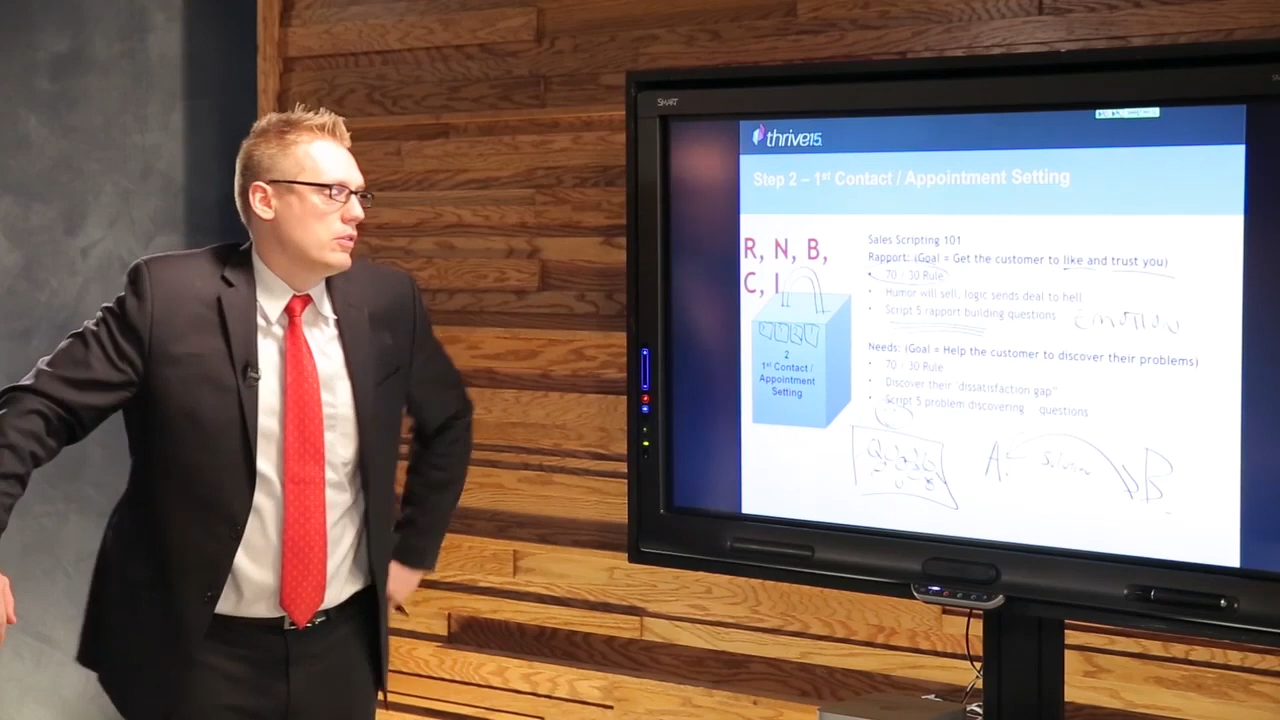 SMART
thrive15
Step 2 – 1st Contact / Appointment Setting
R, N, B,
C, I
2
1st Contact /
Appointment
Setting
Sales Scripting 101
Rapport: (Goal = Get the customer to like and trust you)
• 70 / 30 Rule
• Humor will sell, logic sends deal to hell
• Script 5 rapport building questions EMOTION
Needs: (Goal = Help the customer to discover their problems)
• 70 / 30 Rule
• Discover their "dissatisfaction gap"
• Script 5 problem discovering questions
A. Solution B